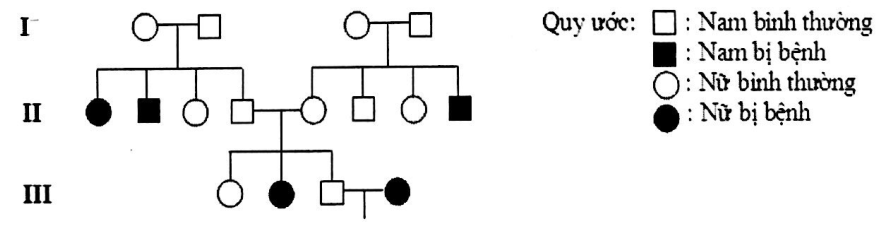 I
Quy ước: : Nam bình thường
: Nam bị bệnh
II
: Nữ bình thường
: Nữ bị bệnh
III